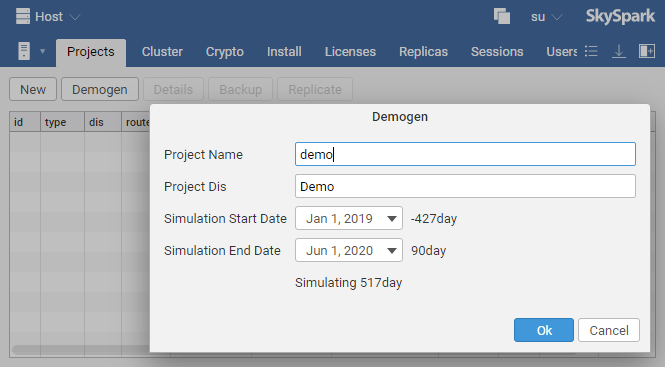 Host su SkySpark
Projects Cluster Crypto Install Licenses Replicas Sessions Users
New Demogen Details Backup Replicate
id type dis route
Demogen
Project Name demo
Project Dis Demo
Simulation Start Date Jan 1, 2019 -427day
Simulation End Date Jun 1, 2020 90day
Simulating 517day
Ok Cancel